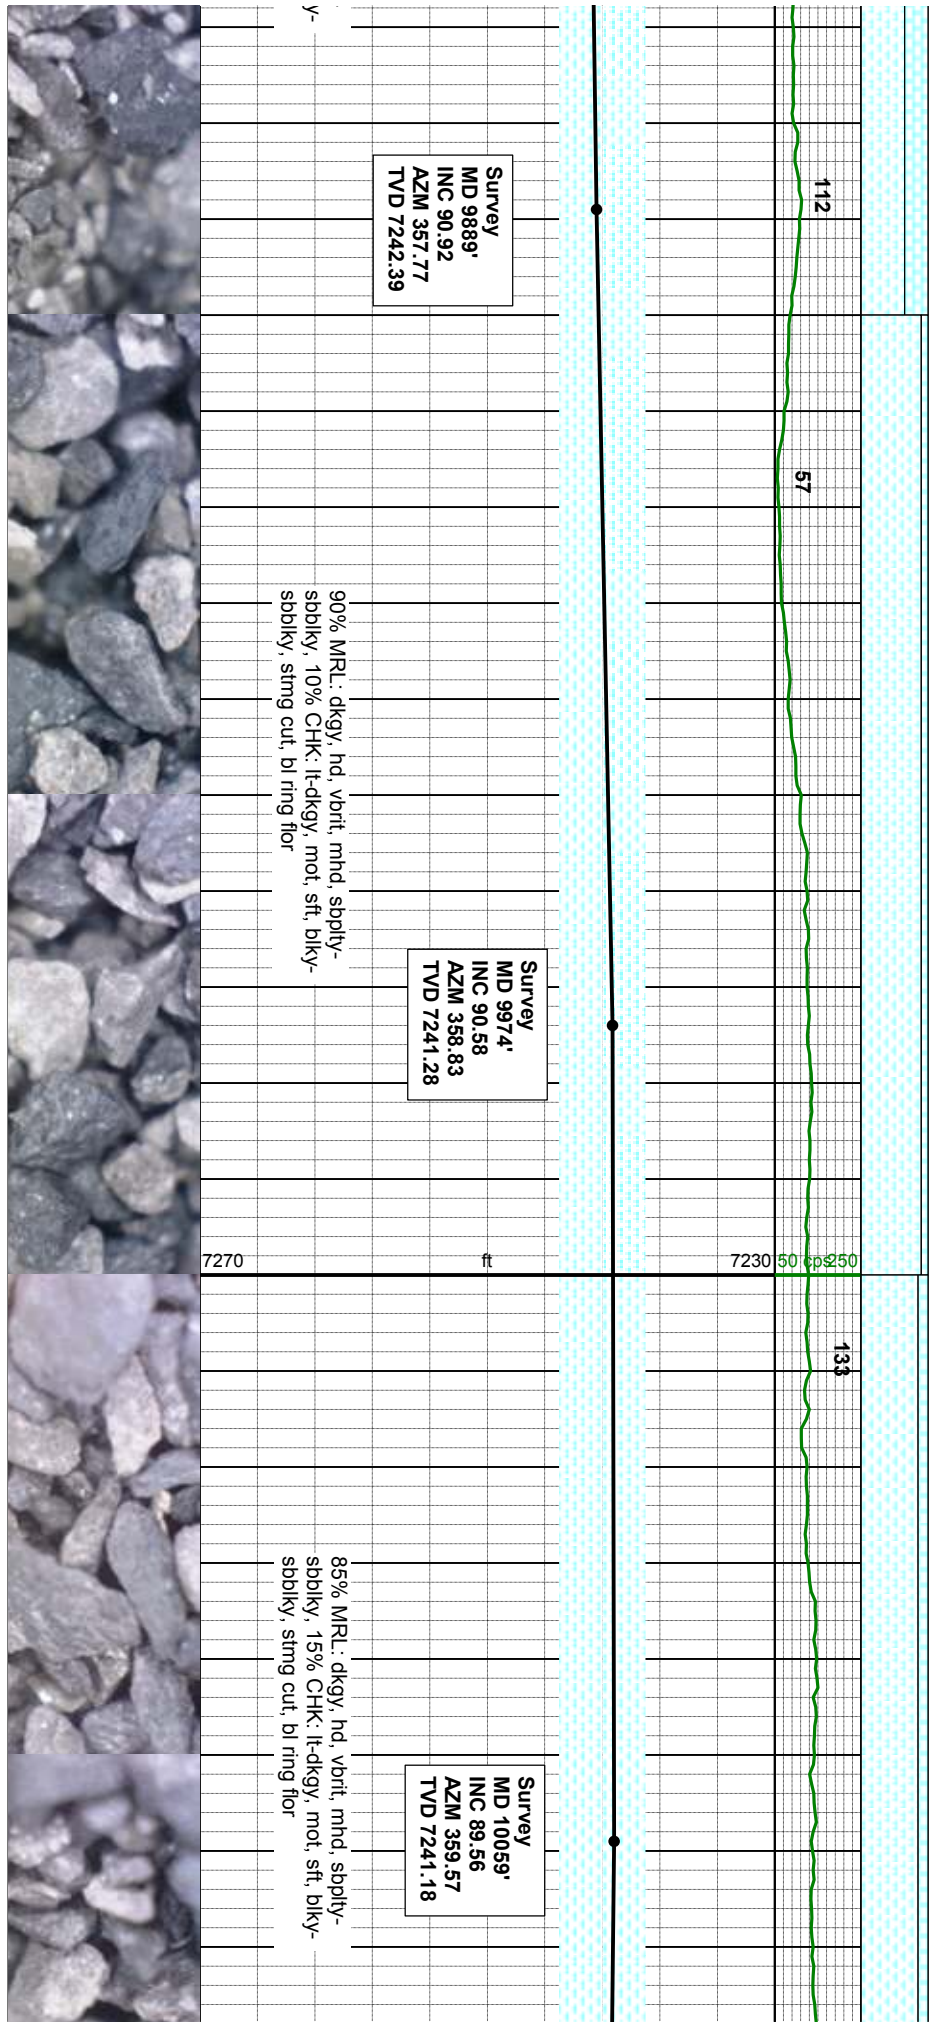 ky-
y-
112
Survey
MD 9889'
INC 90.92
AZM 357.77
TVD 7242.39
57
90% MRL: dkgy, hd, vbrit, mhd, sbplty-
sbblky, 10% CHK: lt-dkgy, mot, sft, blky-
sbblky, stmg cut, bl ring flor
Survey
MD 9974'
INC 90.58
AZM 358.83
TVD 7241.28
7270 ft 7230 50 cps 250
133
85% MRL: dkgy, hd, vbrit, mhd, sbplty-
sbblky, 15% CHK: lt-dkgy, mot, sft, blky-
sbblky, stmg cut, bl ring flor
Survey
MD 10059'
INC 89.56
AZM 359.57
TVD 7241.18